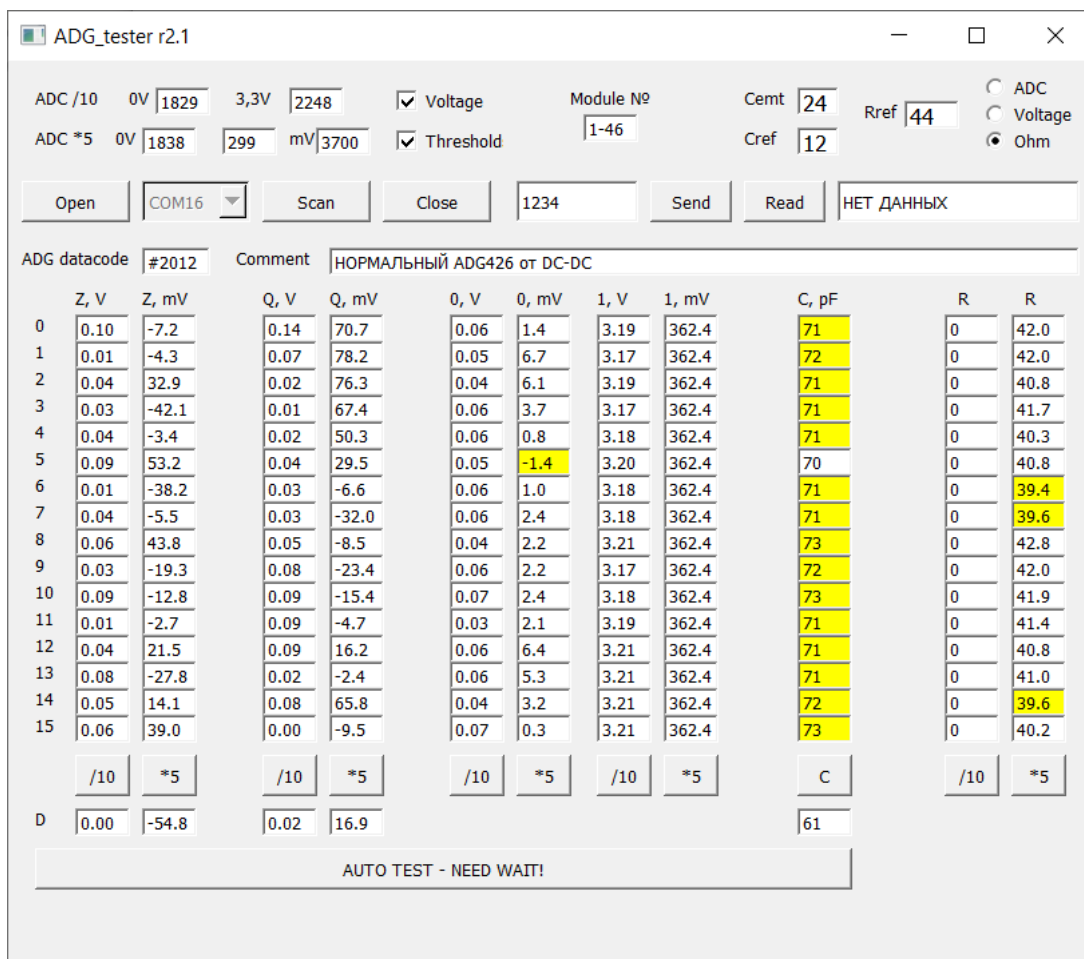 ADG_tester r2.1
ADC /10 0V 1829 3,3V 2248 Voltage Module № Cemt 24 Rref 44 ADC
ADC *5 0V 1838 299 mV 3700 Threshold 1-46 Cref 12 Voltage
Ohm
Open COM16 Scan Close 1234 Send Read НЕТ ДАННЫХ
ADG datacode #2012 Comment НОРМАЛЬНЫЙ ADG426 от DC-DC
Z, V Z, mV Q, V Q, mV 0, V 0, mV 1, V 1, mV C, pF R R
0 0.10 -7.2 0.14 70.7 0.06 1.4 3.19 362.4 71 0 42.0
1 0.01 -4.3 0.07 78.2 0.05 6.7 3.17 362.4 72 0 42.0
2 0.04 32.9 0.02 76.3 0.04 6.1 3.19 362.4 71 0 40.8
3 0.03 -42.1 0.01 67.4 0.06 3.7 3.17 362.4 71 0 41.7
4 0.04 -3.4 0.02 50.3 0.06 0.8 3.18 362.4 71 0 40.3
5 0.09 53.2 0.04 29.5 0.05 -1.4 3.20 362.4 70 0 40.8
6 0.01 -38.2 0.03 -6.6 0.06 1.0 3.18 362.4 71 0 39.4
7 0.04 -5.5 0.03 -32.0 0.06 2.4 3.18 362.4 71 0 39.6
8 0.06 43.8 0.05 -8.5 0.04 2.2 3.21 362.4 73 0 42.8
9 0.03 -19.3 0.08 -23.4 0.06 2.2 3.17 362.4 72 0 42.0
10 0.09 -12.8 0.09 -15.4 0.07 2.4 3.18 362.4 73 0 41.9
11 0.01 -2.7 0.09 -4.7 0.03 2.1 3.19 362.4 71 0 41.4
12 0.04 21.5 0.09 16.2 0.06 6.4 3.21 362.4 71 0 40.8
13 0.08 -27.8 0.02 -2.4 0.06 5.3 3.21 362.4 71 0 41.0
14 0.05 14.1 0.08 65.8 0.04 3.2 3.21 362.4 72 0 39.6
15 0.06 39.0 0.00 -9.5 0.07 0.3 3.21 362.4 73 0 40.2
/10 *5 /10 *5 /10 *5 /10 *5 C /10 *5
D 0.00 -54.8 0.02 16.9 61
AUTO TEST - NEED WAIT!